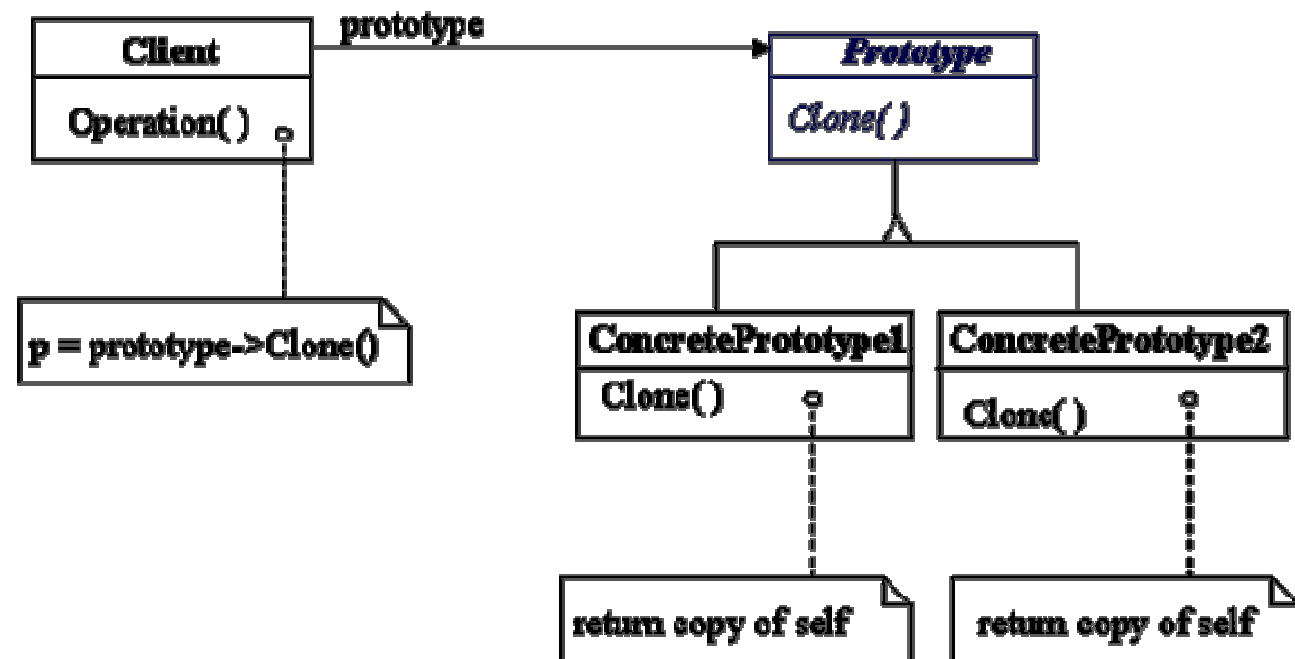 prototype
Client
Operation( )
Prototype
Clone( )
p = prototype->Clone()
ConcretePrototype1
Clone( )
ConcretePrototype2
Clone( )
return copy of self
return copy of self